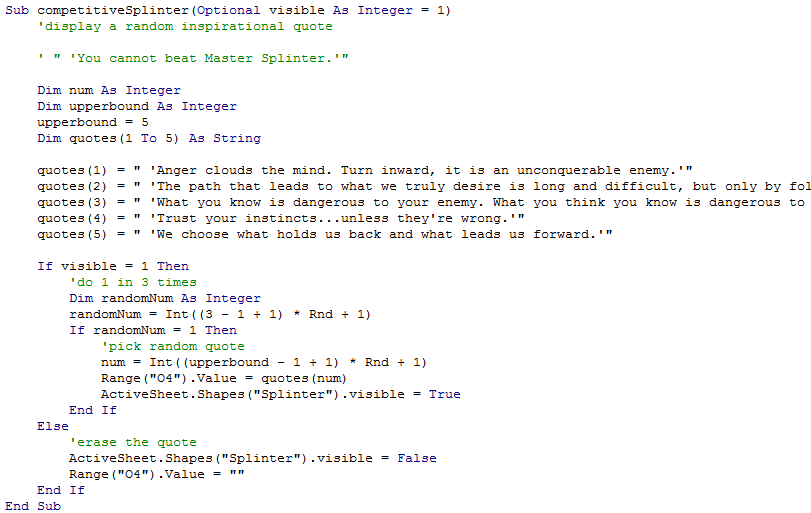 Sub competitiveSplinter(Optional visible As Integer = 1)
    'display a random inspirational quote

    ' " 'You cannot beat Master Splinter.'"

    Dim num As Integer
    Dim upperbound As Integer
    upperbound = 5
    Dim quotes(1 To 5) As String

    quotes(1) = " 'Anger clouds the mind. Turn inward, it is an unconquerable enemy.'"
    quotes(2) = " 'The path that leads to what we truly desire is long and difficult, but only by fol
    quotes(3) = " 'What you know is dangerous to your enemy. What you think you know is dangerous to
    quotes(4) = " 'Trust your instincts...unless they're wrong.'"
    quotes(5) = " 'We choose what holds us back and what leads us forward.'"

    If visible = 1 Then
        'do 1 in 3 times
        Dim randomNum As Integer
        randomNum = Int((3 - 1 + 1) * Rnd + 1)
        If randomNum = 1 Then
            'pick random quote
            num = Int((upperbound - 1 + 1) * Rnd + 1)
            Range("O4").Value = quotes(num)
            ActiveSheet.Shapes("Splinter").visible = True
        End If
    Else
        'erase the quote
        ActiveSheet.Shapes("Splinter").visible = False
        Range("O4").Value = ""
    End If
End Sub